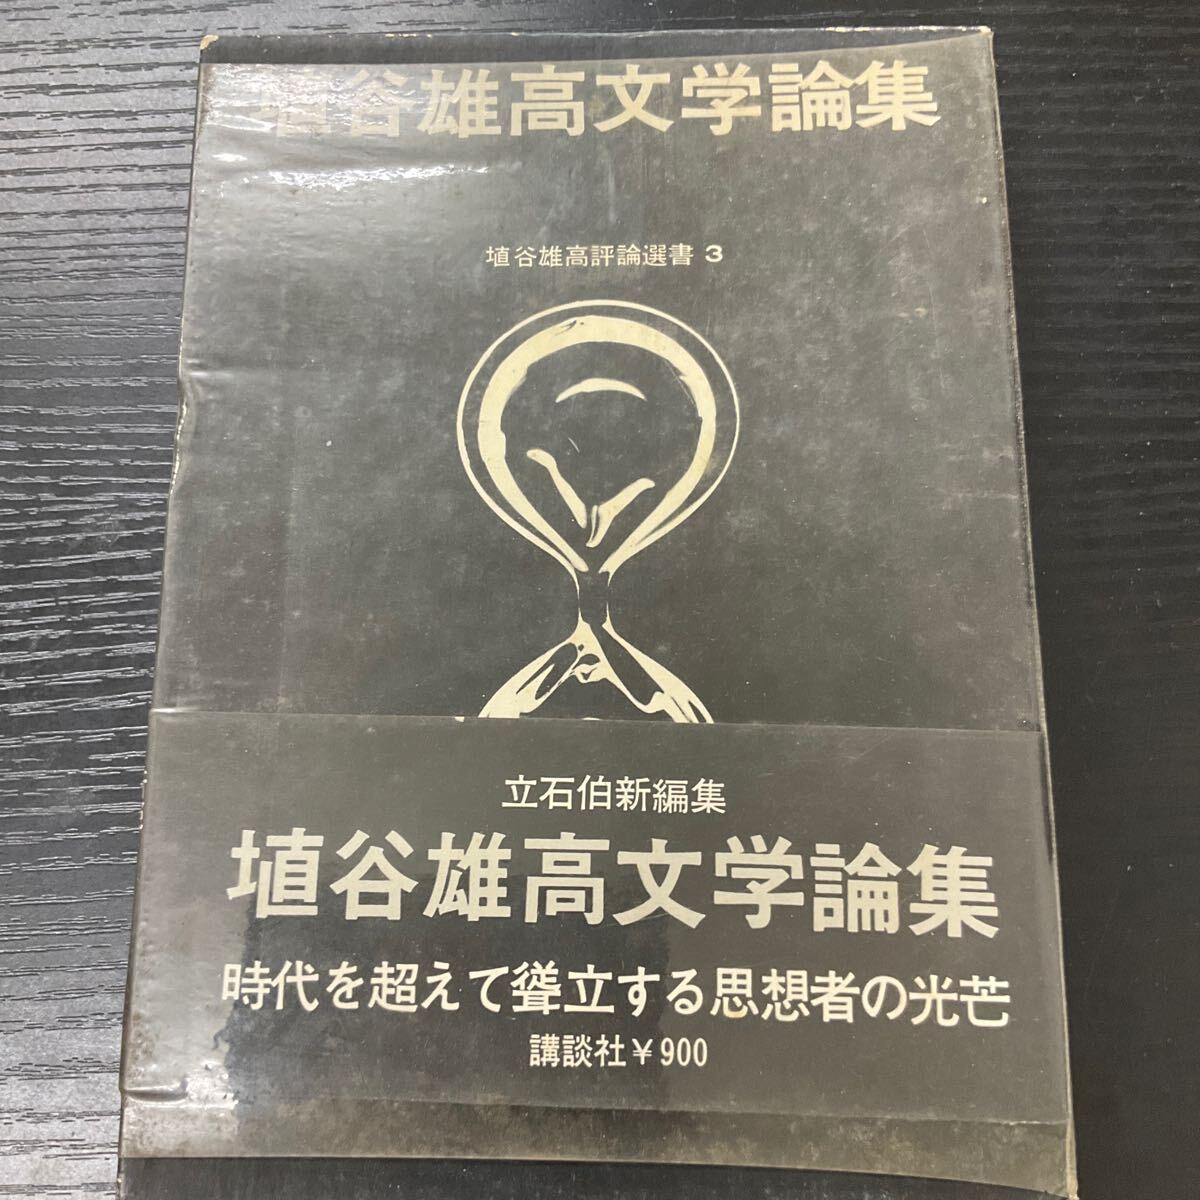 埴谷雄高文学論集
埴谷雄高評論選書 3
立石伯新編集
埴谷雄高文学論集
時代を超えて聳立する思想者の光芒
講談社￥900